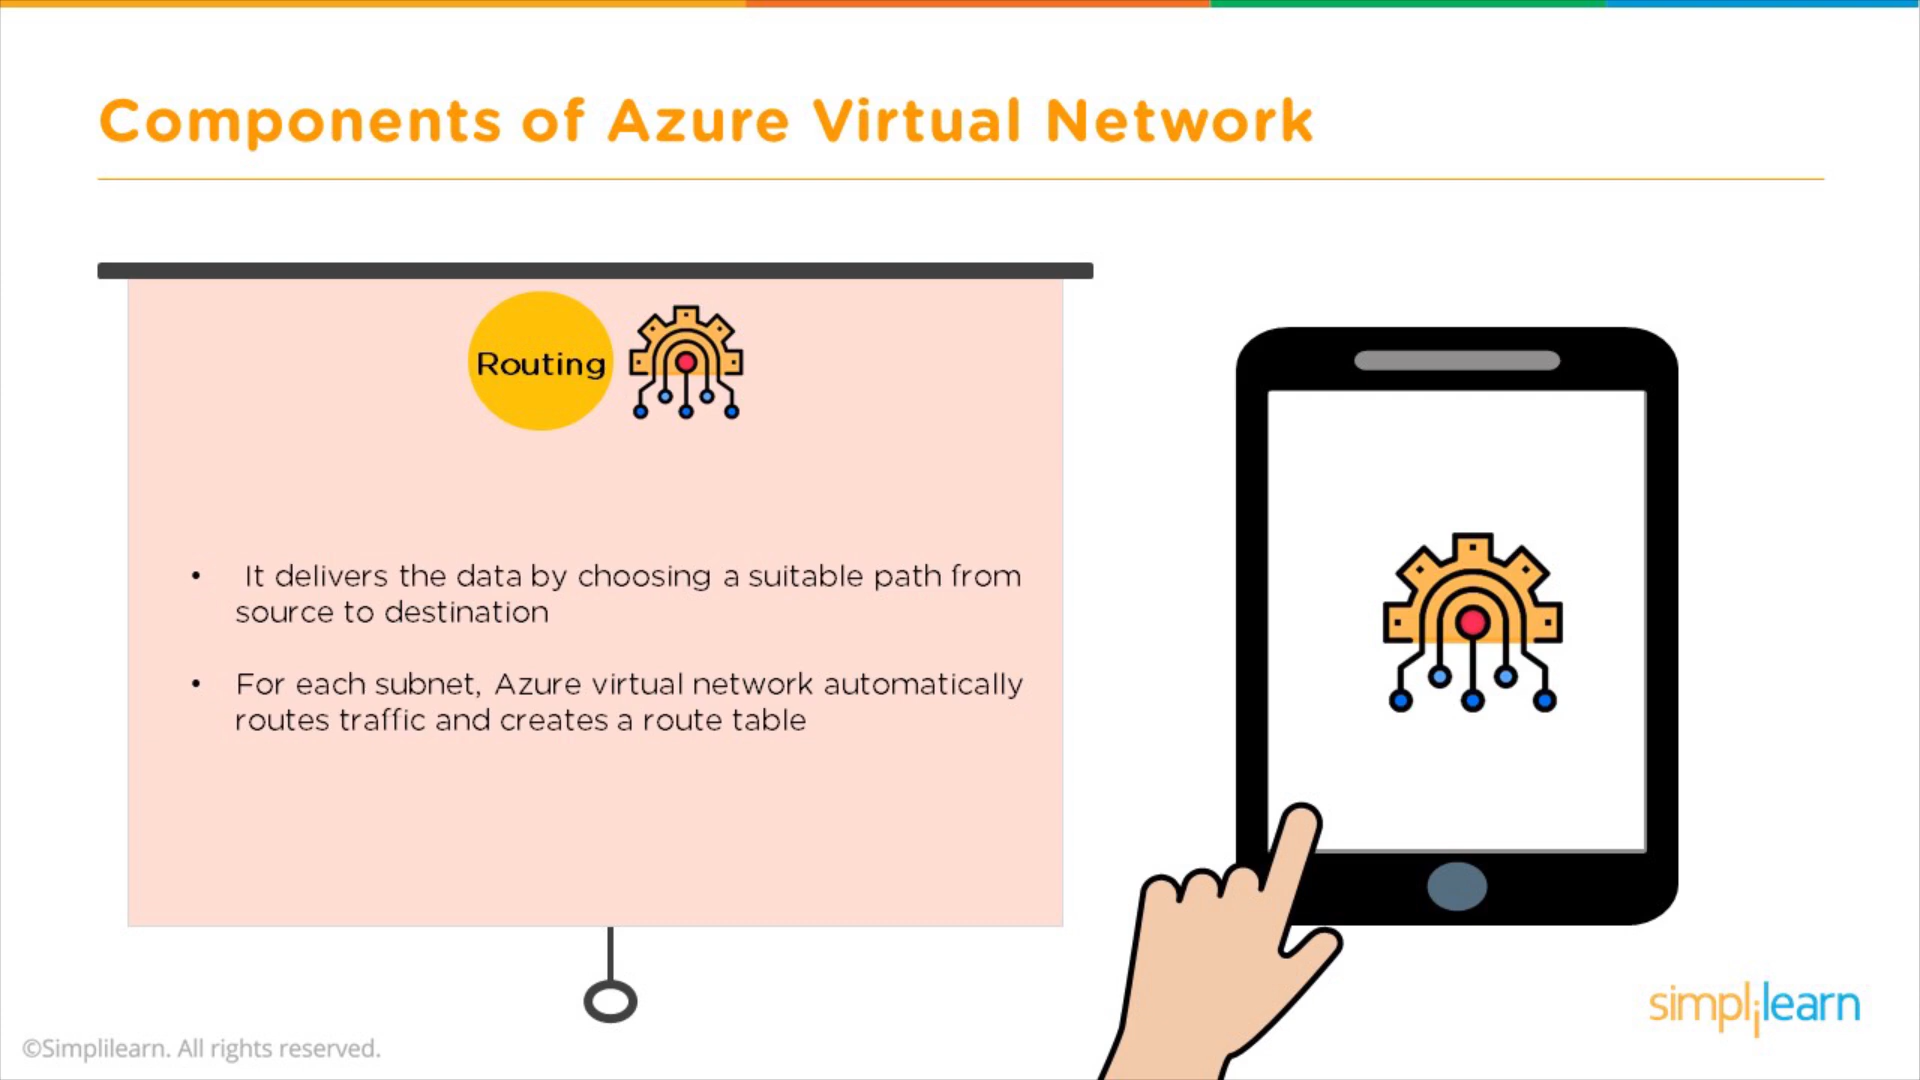 Components of Azure Virtual Network
Routing
• It delivers the data by choosing a suitable path from
source to destination
• For each subnet, Azure virtual network automatically
routes traffic and creates a route table
simplilearn
©Simplilearn. All rights reserved.